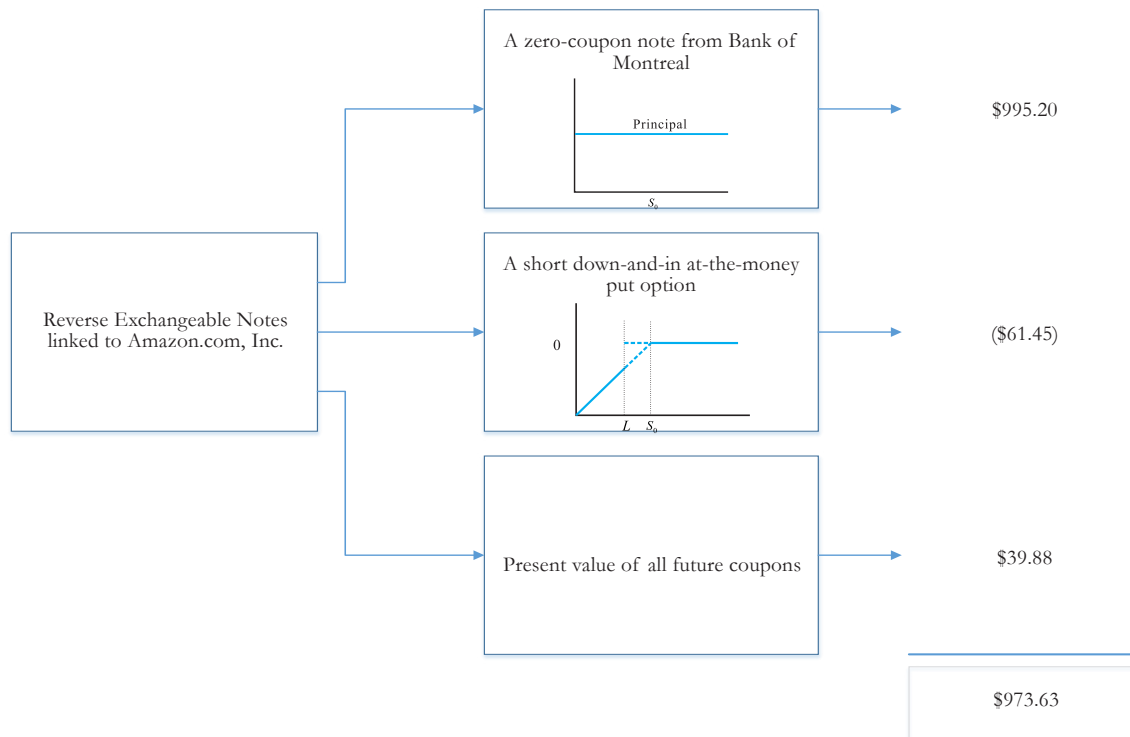 A zero-coupon note from Bank of
Montreal
Principal
S₀
$995.20
Reverse Exchangeable Notes
linked to Amazon.com, Inc.
A short down-and-in at-the-money
put option
0
L S₀
($61.45)
Present value of all future coupons
$39.88
$973.63